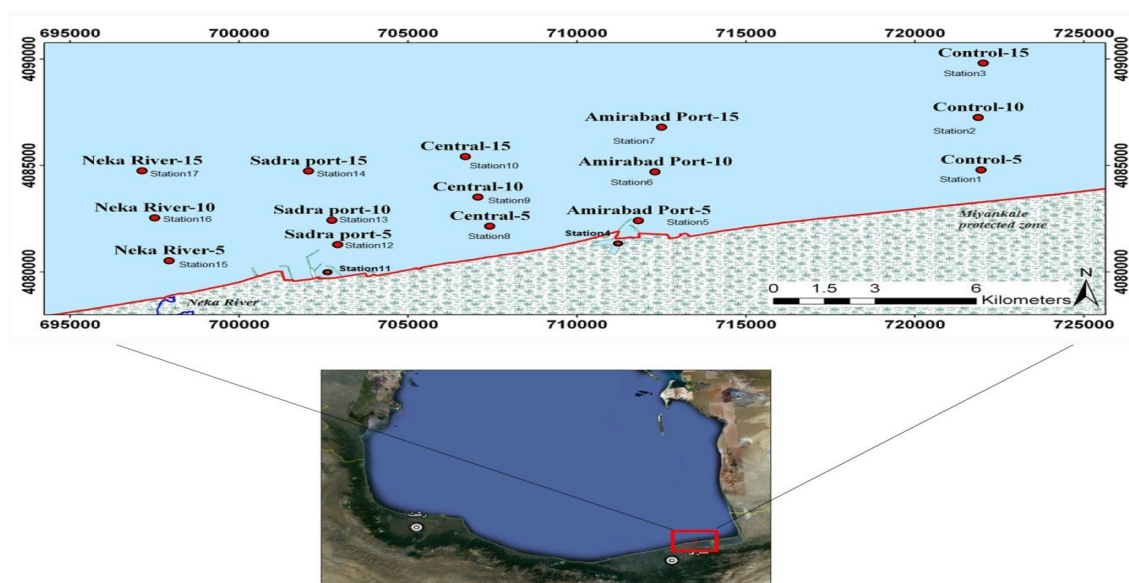 695000 700000 705000 710000 715000 720000 725000
4090000
4090000
Control-15
Station3
Control-10
Station2
Amirabad Port-15
Station7
Central-15
Station10
Neka River-15
Station17
Sadra port-15
Station14
Amirabad Port-10
Station6
Control-5
Station1
4085000
4085000
Central-10
Station9
Neka River-10
Station16
Sadra port-10
Station13
Central-5
Station8
Amirabad Port-5
Station5
Station4
Miyankale
protected zone
Sadra port-5
Station12
Neka River-5
Station15
Station11
4080000
4080000
Neka River
N
0 1.5 3 6
Kilometers
695000 700000 705000 710000 715000 720000 725000
رشت